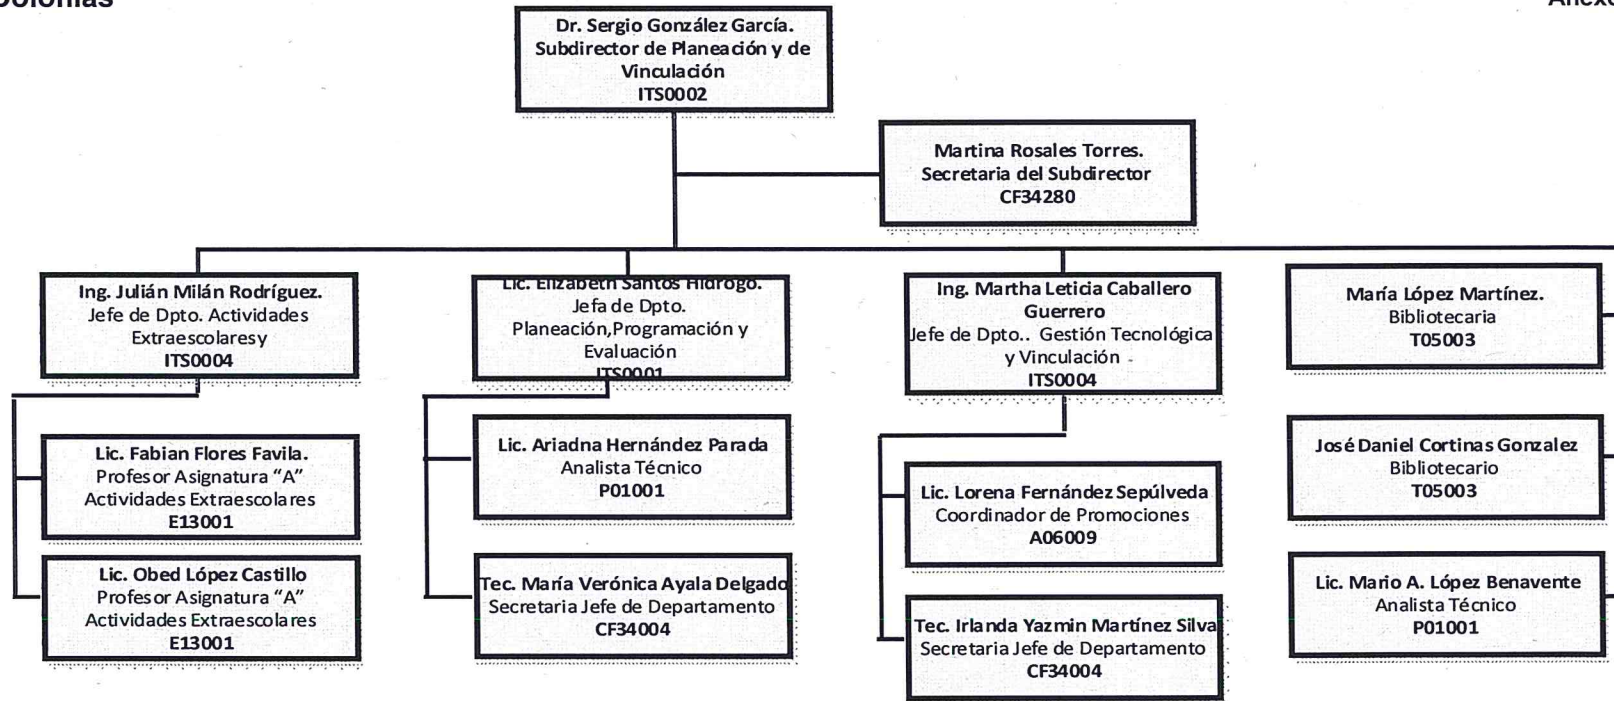 Dr. Sergio González García.
Subdirector de Planeación y de
Vinculación
ITS0002
Martina Rosales Torres.
Secretaria del Subdirector
CF34280
Ing. Julián Milán Rodríguez.
Jefe de Dpto. Actividades
Extraescolares y
ITS0004
Lic. Elizabeth Santos Hidrogo.
Jefa de Dpto.
Planeación,Programación y
Evaluación
ITS0001
Ing. Martha Leticia Caballero
Guerrero
Jefe de Dpto.. Gestión Tecnológica
y Vinculación
ITS0004
María López Martínez.
Bibliotecaria
T05003
Lic. Fabian Flores Favila.
Profesor Asignatura “A”
Actividades Extraescolares
E13001
Lic. Ariadna Hernández Parada
Analista Técnico
P01001
Lic. Lorena Fernández Sepúlveda
Coordinador de Promociones
A06009
José Daniel Cortinas Gonzalez
Bibliotecario
T05003
Lic. Obed López Castillo
Profesor Asignatura “A”
Actividades Extraescolares
E13001
Tec. María Verónica Ayala Delgado
Secretaria Jefe de Departamento
CF34004
Tec. Irlanda Yazmin Martínez Silva
Secretaria Jefe de Departamento
CF34004
Lic. Mario A. López Benavente
Analista Técnico
P01001